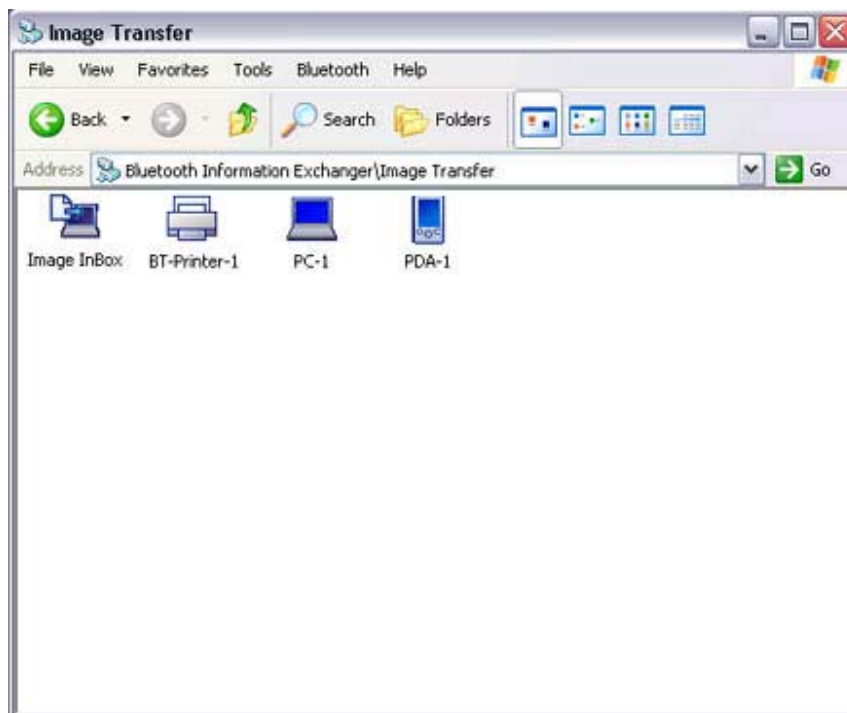 Image Transfer
File View Favorites Tools Bluetooth Help
Back Search Folders
Address Bluetooth Information Exchanger\Image Transfer Go
Image InBox BT-Printer-1 PC-1 PDA-1